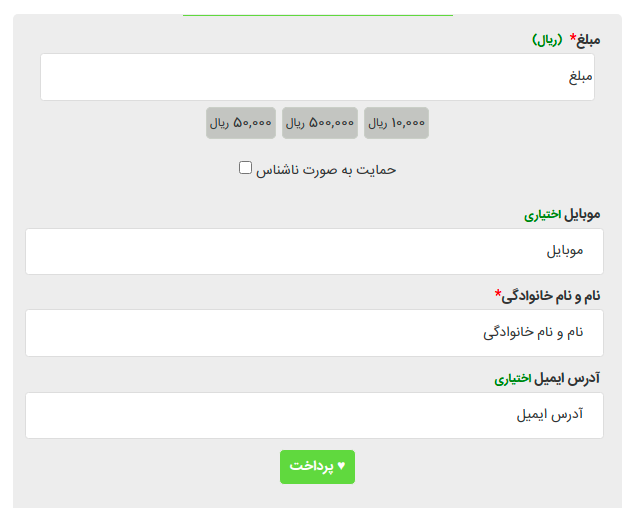 مبلغ* (ریال)
مبلغ
۱۰,۰۰۰ ریال ۵۰۰,۰۰۰ ریال ۵۰,۰۰۰ ریال
حمایت به صورت ناشناس
موبایل اختیاری
موبایل
نام و نام خانوادگی*
نام و نام خانوادگی
آدرس ایمیل اختیاری
آدرس ایمیل
♥ پرداخت